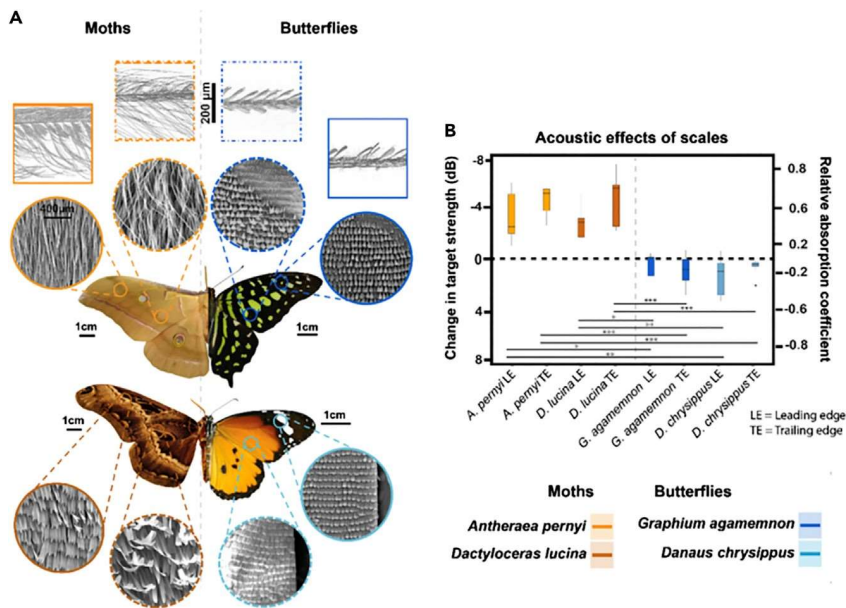 A
Moths
Butterflies
200 μm
400μm
1cm
1cm
1cm
1cm
B
Acoustic effects of scales
Change in target strength (dB)
-8
-4
0
4
8
0.8
0.6
0.2
-0.2
-0.6
-0.8
Relative absorption coefficient
***
***
*
**
***
***
*
**
A. pernyi LE
A. pernyi TE
D. lucina LE
D. lucina TE
G. agamemnon LE
G. agamemnon TE
D. chrysippus LE
D. chrysippus TE
LE = Leading edge
TE = Trailing edge
Moths
Butterflies
Antheraea pernyi
Graphium agamemnon
Dactyloceras lucina
Danaus chrysippus